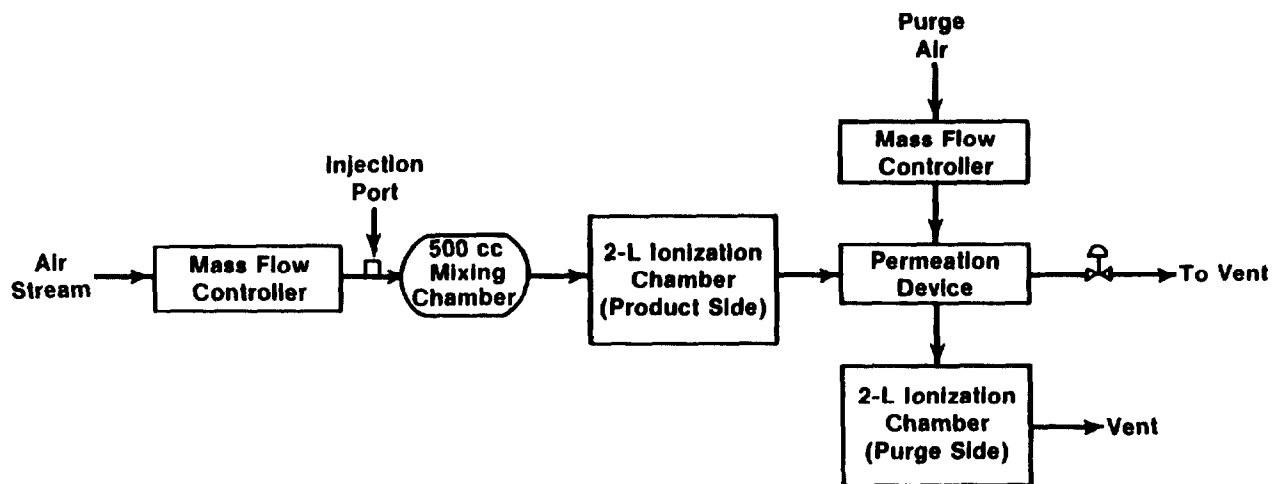 Purge
Air
Mass Flow
Controller
Injection
Port
Air
Stream
Mass Flow
Controller
500 cc
Mixing
Chamber
2-L Ionization
Chamber
(Product Side)
Permeation
Device
To Vent
2-L Ionization
Chamber
(Purge Side)
Vent